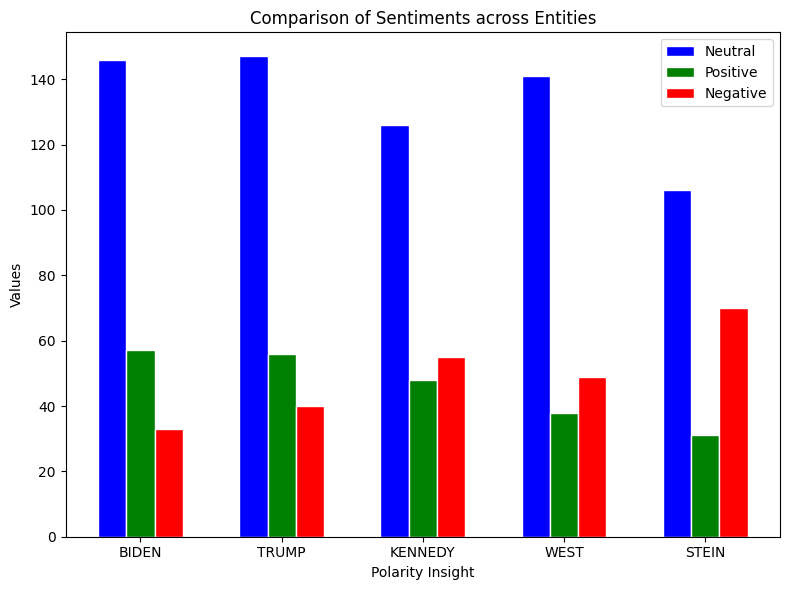 Comparison of Sentiments across Entities
Neutral
Positive
Negative
Values
140
120
100
80
60
40
20
0
BIDEN
TRUMP
KENNEDY
WEST
STEIN
Polarity Insight